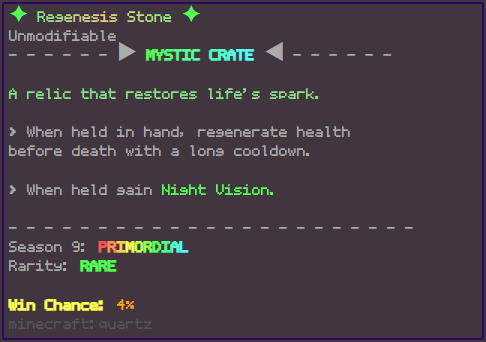 ✦ Regenesis Stone ✦
Unmodifiable
- - - - - - ▶ MYSTIC CRATE ◀ - - - - - -
A relic that restores life's spark.
> When held in hand, regenerate health
before death with a long cooldown.
> When held gain Night Vision.
- - - - - - - - - - - - - - - - - - - - - - - -
Season 9: PRIMORDIAL
Rarity: RARE
Win Chance: 4%
minecraft:quartz